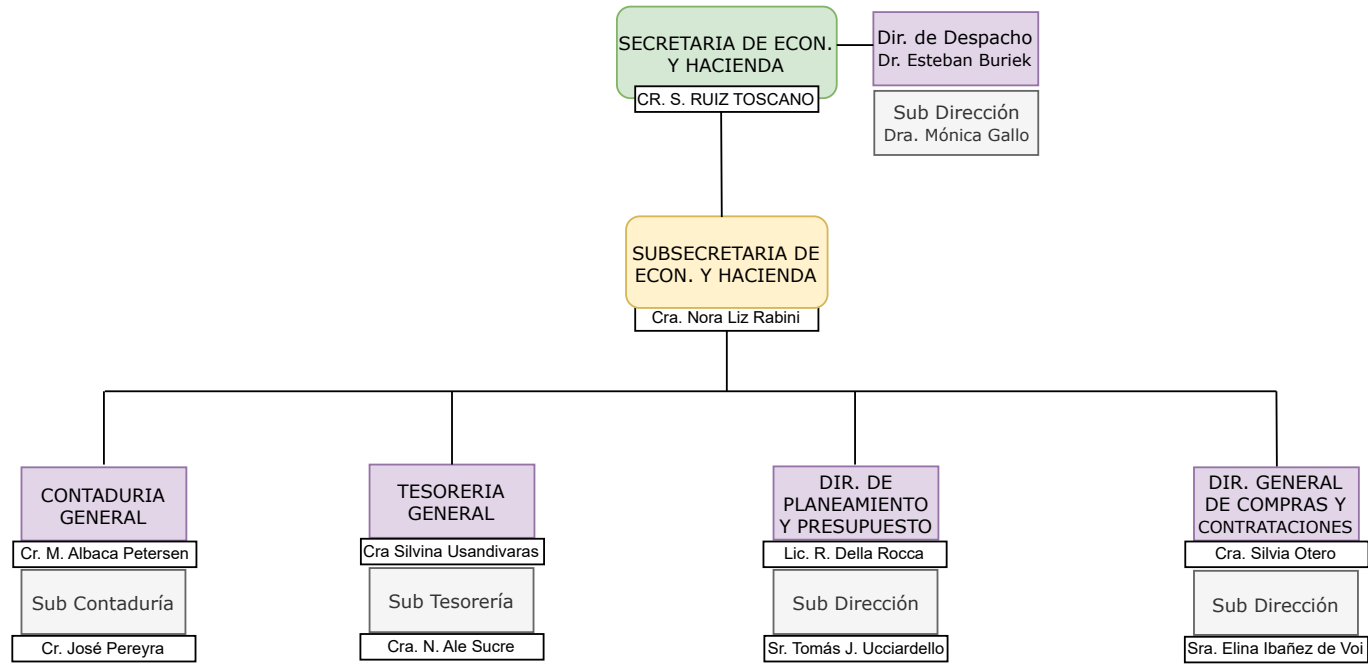 SECRETARIA DE ECON.
Y HACIENDA
CR. S. RUIZ TOSCANO
Dir. de Despacho
Dr. Esteban Buriek
Sub Dirección
Dra. Mónica Gallo
SUBSECRETARIA DE
ECON. Y HACIENDA
Cra. Nora Liz Rabini
CONTADURIA
GENERAL
Cr. M. Albaca Petersen
Sub Contaduría
Cr. José Pereyra
TESORERIA
GENERAL
Cra Silvina Usandivaras
Sub Tesorería
Cra. N. Ale Sucre
DIR. DE
PLANEAMIENTO
Y PRESUPUESTO
Lic. R. Della Rocca
Sub Dirección
Sr. Tomás J. Ucciardello
DIR. GENERAL
DE COMPRAS Y
CONTRATACIONES
Cra. Silvia Otero
Sub Dirección
Sra. Elina Ibañez de Voi